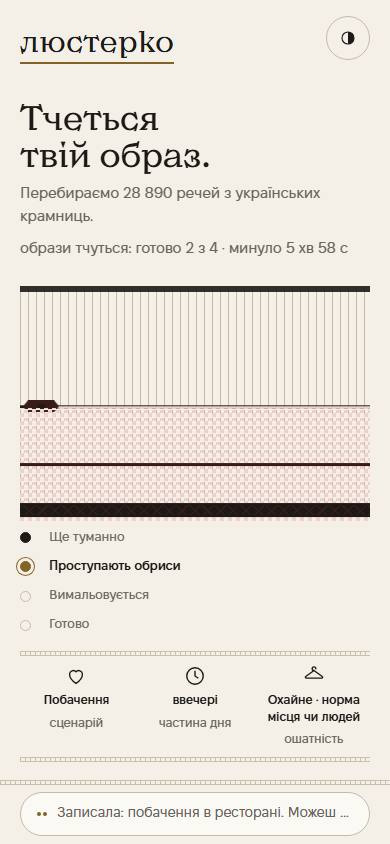 люстерко
Тчеться
твій образ.
Перебираємо 28 890 речей з українських
крамниць.
образи тчуться: готово 2 з 4 · минуло 5 хв 58 с
Ще туманно
Проступають обриси
Вимальовується
Готово
Побачення
сценарій
ввечері
частина дня
Охайне · норма
місця чи людей
ошатність
Записала: побачення в ресторані. Можеш ...